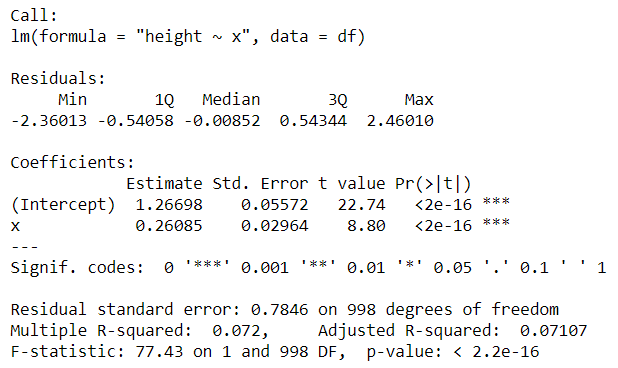 Call:
lm(formula = "height ~ x", data = df)

Residuals:
     Min       1Q   Median       3Q      Max
-2.36013 -0.54058 -0.00852  0.54344  2.46010

Coefficients:
            Estimate Std. Error t value Pr(>|t|)
(Intercept)  1.26698    0.05572   22.74   <2e-16 ***
x            0.26085    0.02964    8.80   <2e-16 ***
---
Signif. codes:  0 '***' 0.001 '**' 0.01 '*' 0.05 '.' 0.1 ' ' 1

Residual standard error: 0.7846 on 998 degrees of freedom
Multiple R-squared:  0.072,     Adjusted R-squared:  0.07107
F-statistic: 77.43 on 1 and 998 DF,  p-value: < 2.2e-16